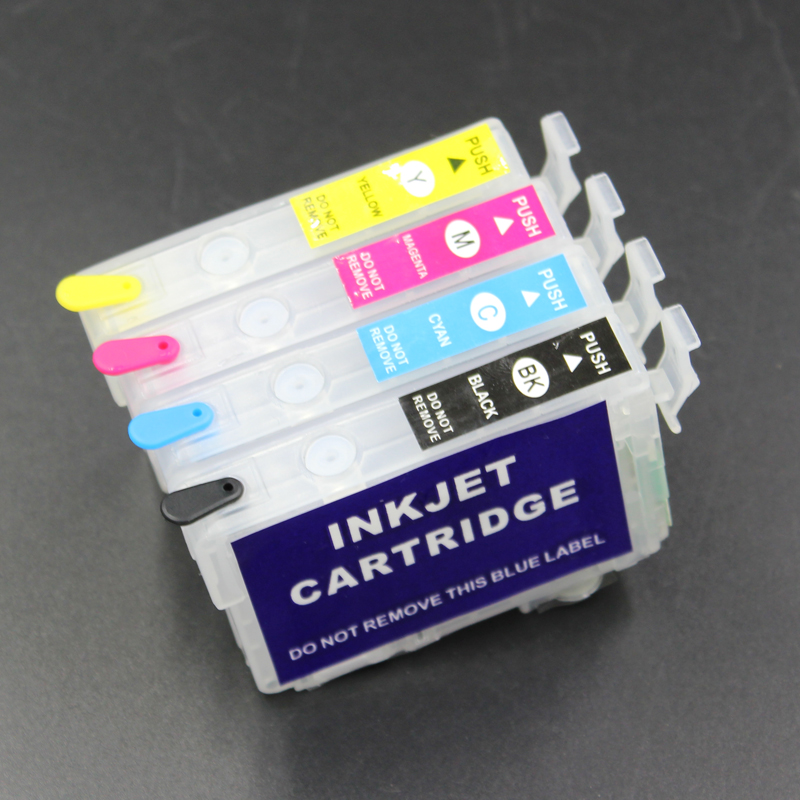 PUSH
Y
YELLOW
DO NOT
REMOVE
PUSH
M
MAGENTA
DO NOT
REMOVE
PUSH
C
CYAN
DO NOT
REMOVE
PUSH
BK
BLACK
DO NOT
REMOVE
INKJET
CARTRIDGE
DO NOT REMOVE THIS BLUE LABEL